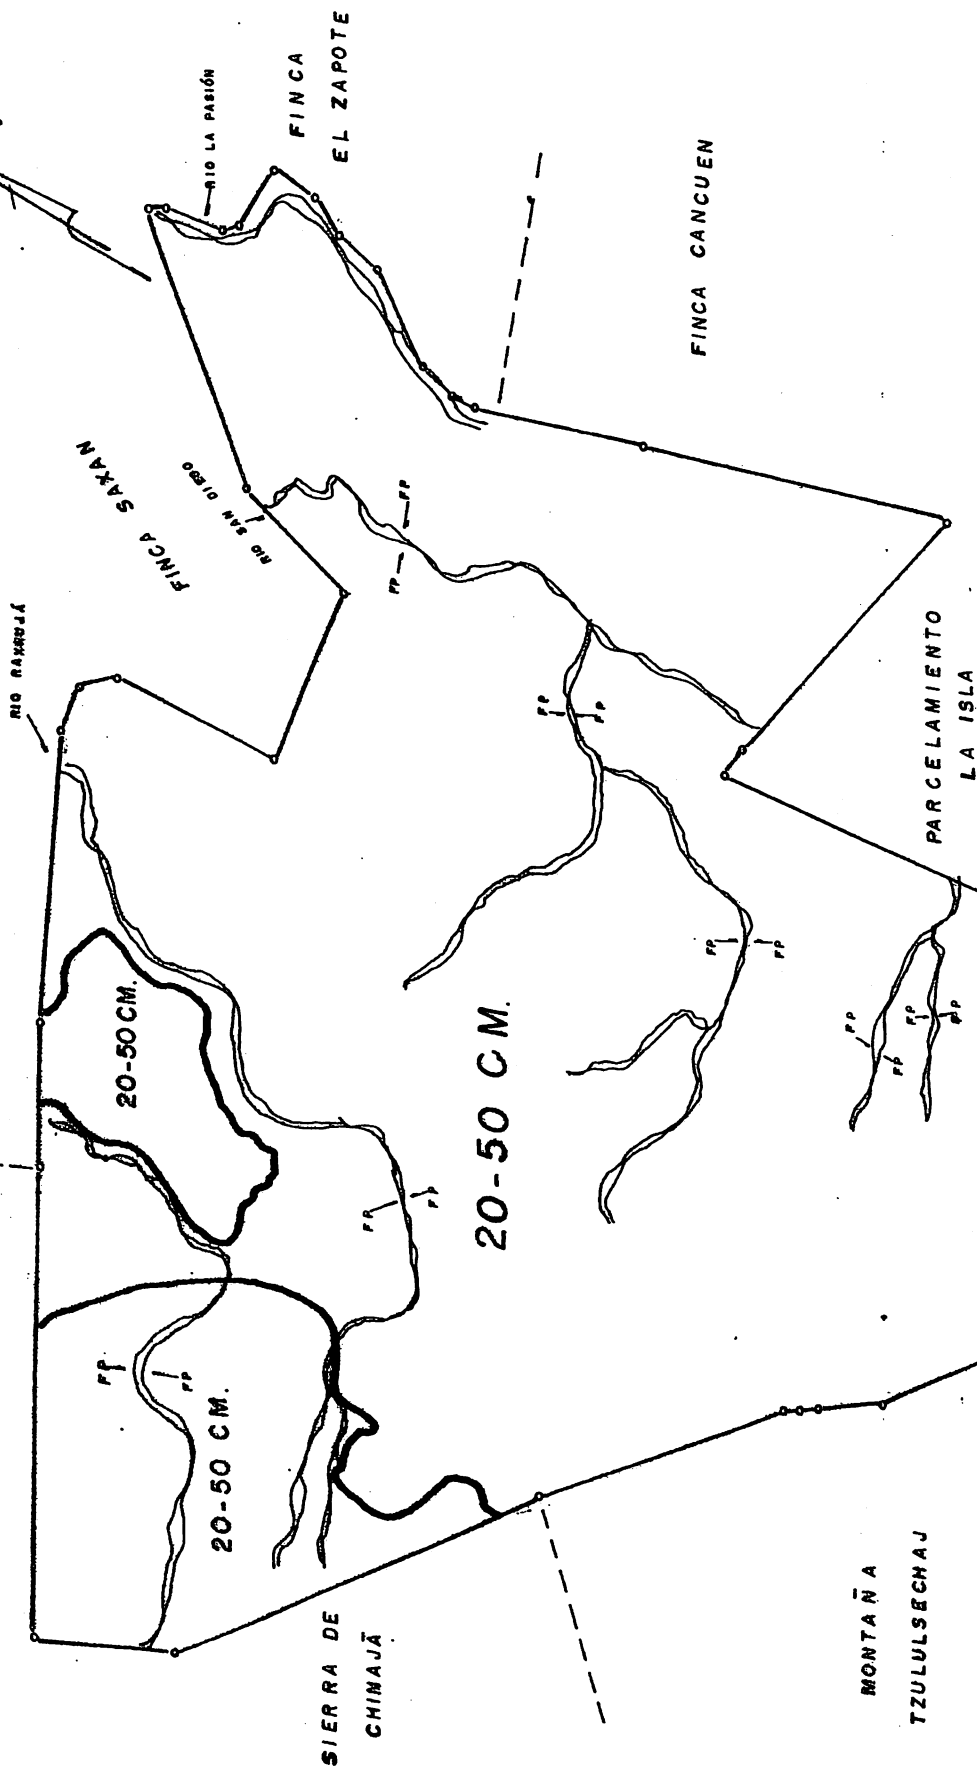 RIO LA PASIÓN
FINCA
EL ZAPOTE
FINCA CANCUEN
FINCA SAXAN
RIO SAN DIEGO
FP
FP
RIO RAXRUJÁ
FP
FP
PARCELAMIENTO
LA ISLA
20-50 CM.
FP
FP
FP
FP
FP
FP
20-50 CM.
FP
FP
FP
FP
20-50 CM.
SIERRA DE
CHINAJÁ
MONTAÑA
TZULULSECHAJ